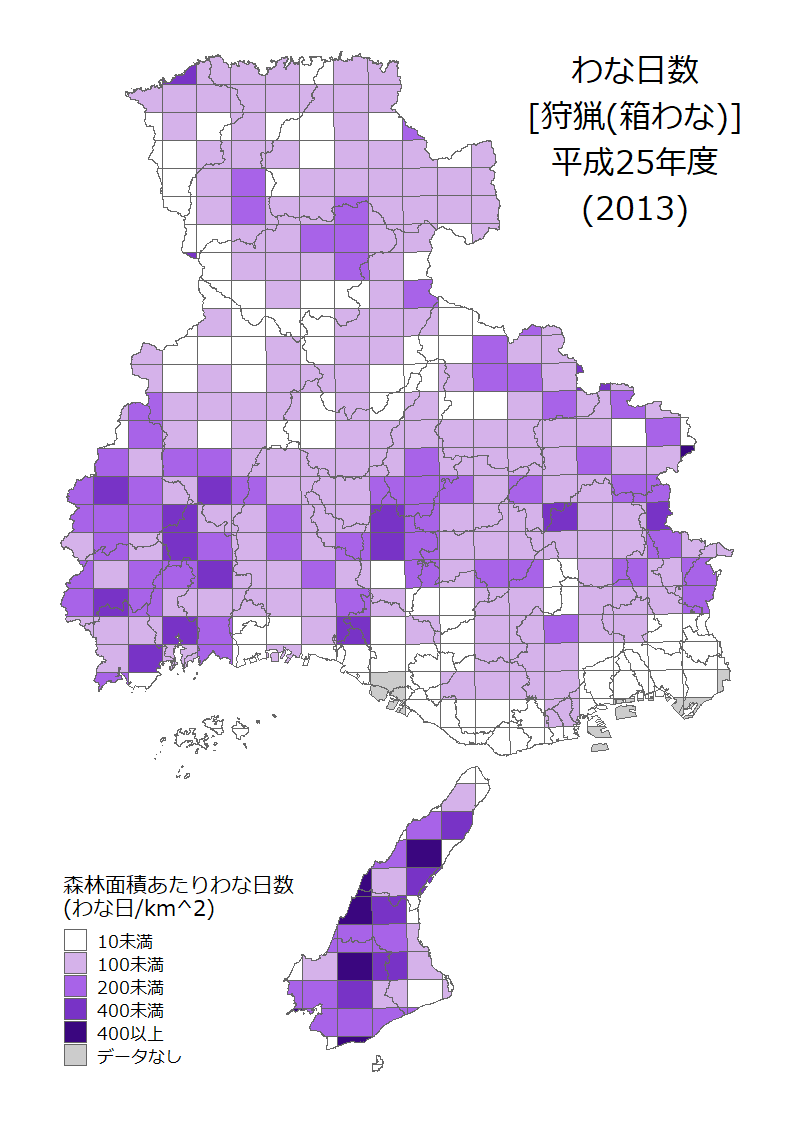 わな日数
[狩猟(箱わな)]
平成25年度
(2013)
森林面積あたりわな日数
(わな日/km^2)
10未満
100未満
200未満
400未満
400以上
データなし